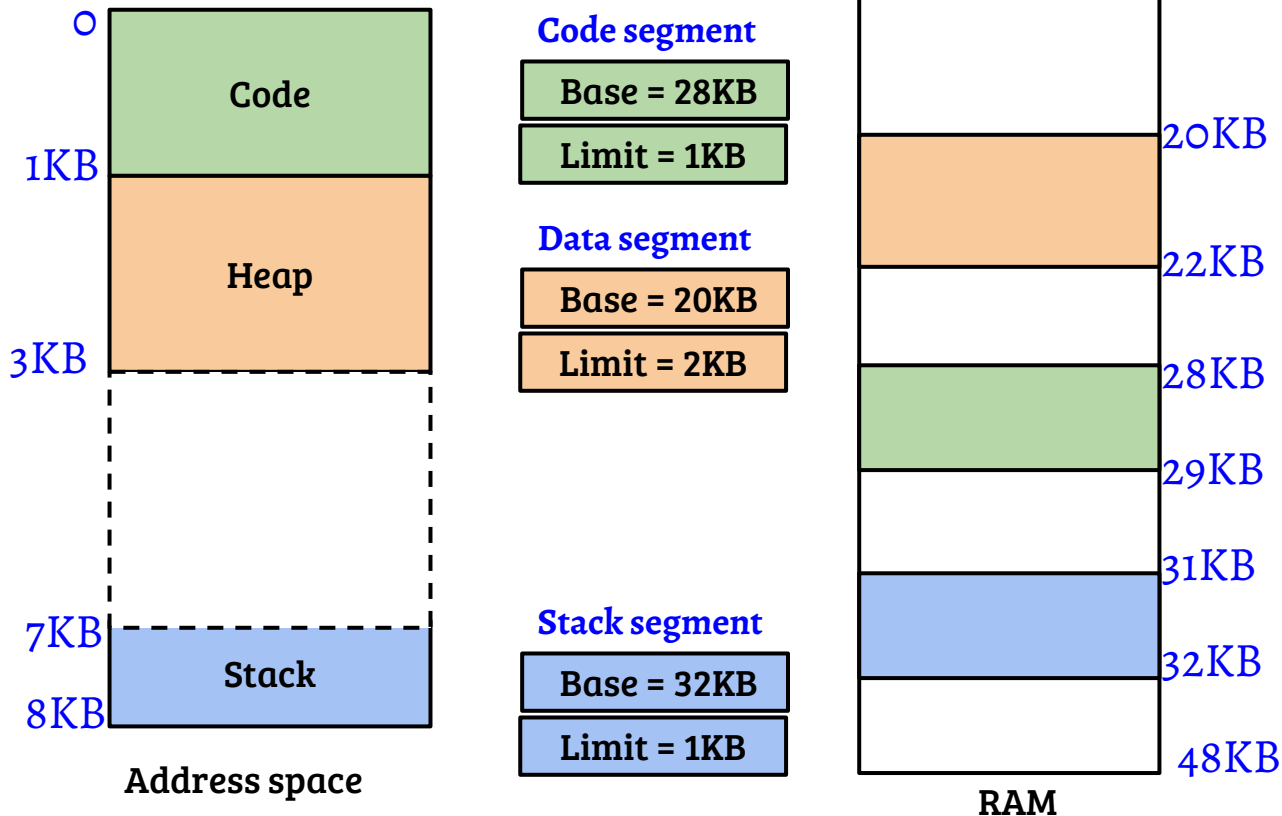 0
Code
1KB
Heap
3KB
7KB
Stack
8KB
Address space
Code segment
Base = 28KB
Limit = 1KB
Data segment
Base = 20KB
Limit = 2KB
Stack segment
Base = 32KB
Limit = 1KB
20KB
22KB
28KB
29KB
31KB
32KB
48KB
RAM